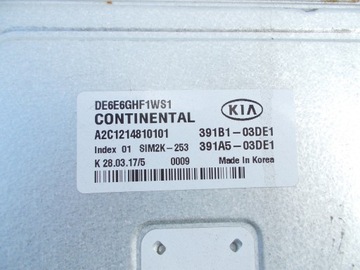 DE6E6GHF1WS1
CONTINENTAL
KIA
A2C1214810101 391B1-03DE1
Index 01 SIM2K-253 391A5-03DE1
K 28.03.17/5 0009 Made in Korea